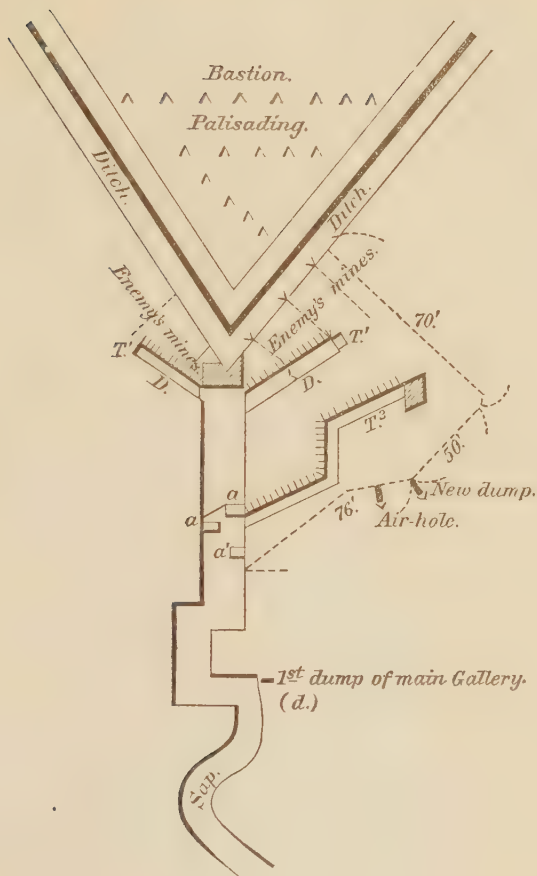 Bastion.
Palisading.
Ditch.
Ditch.
Enemy's mines.
Enemy's mines.
T.'
T.'
D.
D.
70.'
T.³
50.'
a
a
76.'
New dump.
Air-hole.
a'
1st dump of main Gallery.
(d.)
Sap.